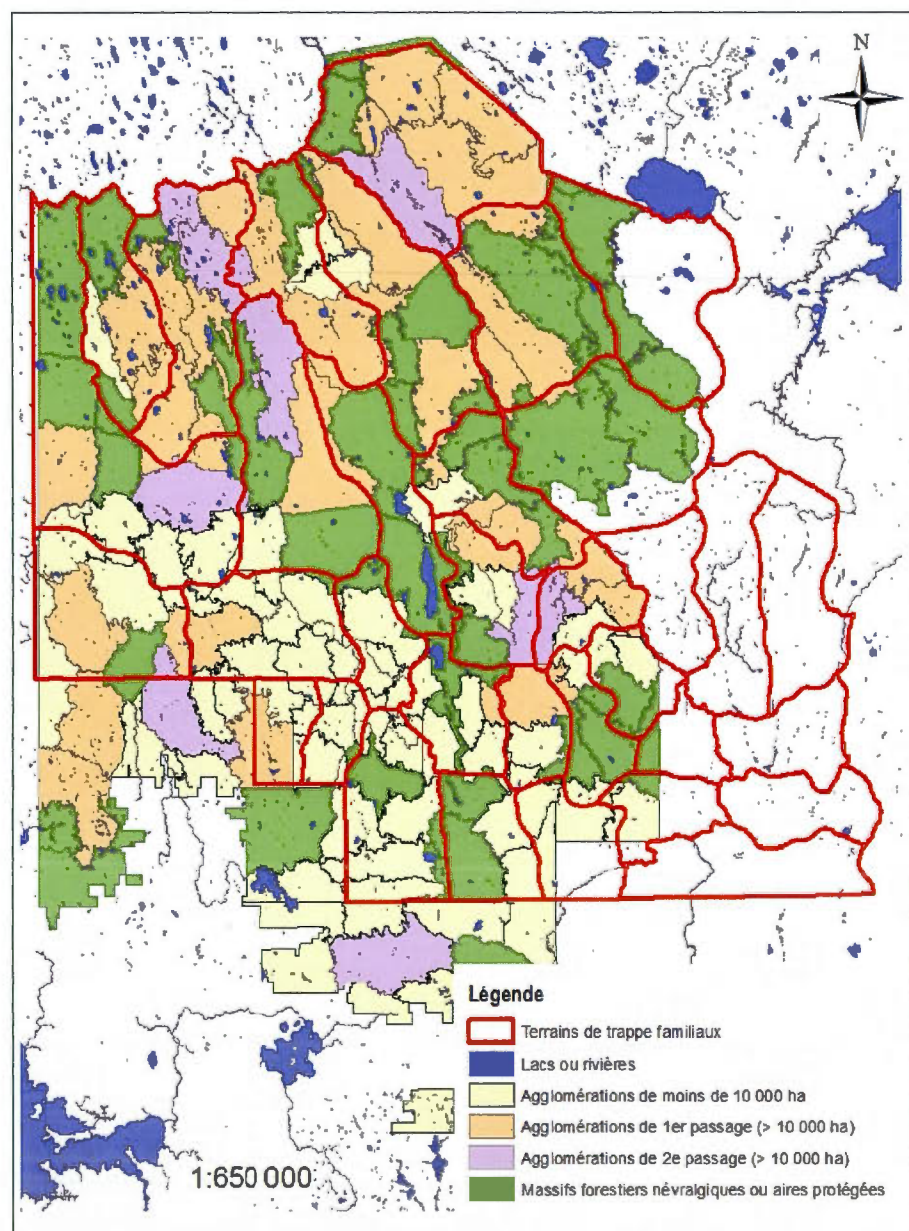 N
Légende
Terrains de trappe familiaux
Lacs ou rivières
Agglomérations de moins de 10 000 ha
Agglomérations de 1er passage (> 10 000 ha)
Agglomérations de 2e passage (> 10 000 ha)
Massifs forestiers névralgiques ou aires protégées
1:650 000